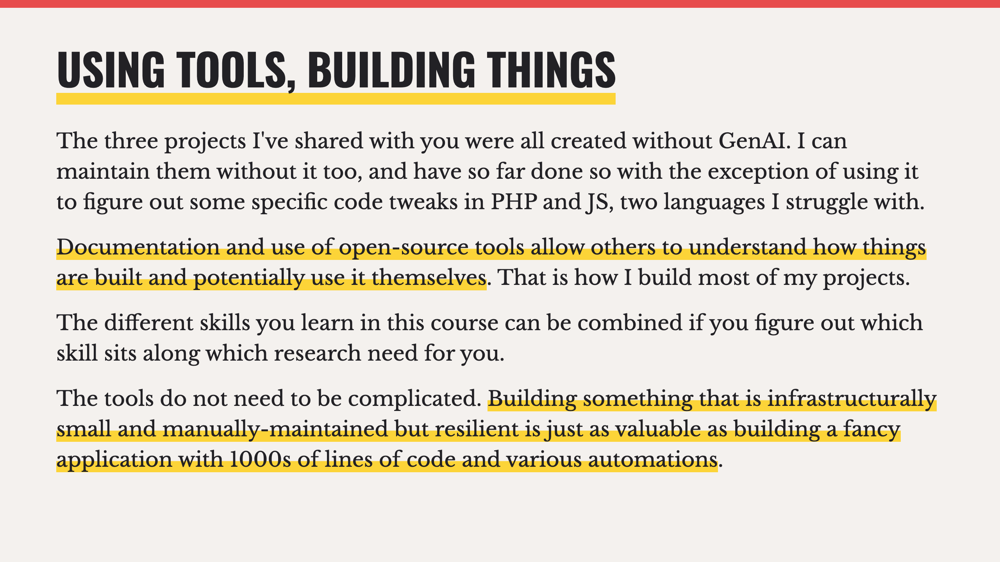 USING TOOLS, BUILDING THINGS
The three projects I've shared with you were all created without GenAI. I can
maintain them without it too, and have so far done so with the exception of using it
to figure out some specific code tweaks in PHP and JS, two languages I struggle with.
Documentation and use of open-source tools allow others to understand how things
are built and potentially use it themselves. That is how I build most of my projects.
The different skills you learn in this course can be combined if you figure out which
skill sits along which research need for you.
The tools do not need to be complicated. Building something that is infrastructurally
small and manually-maintained but resilient is just as valuable as building a fancy
application with 1000s of lines of code and various automations.